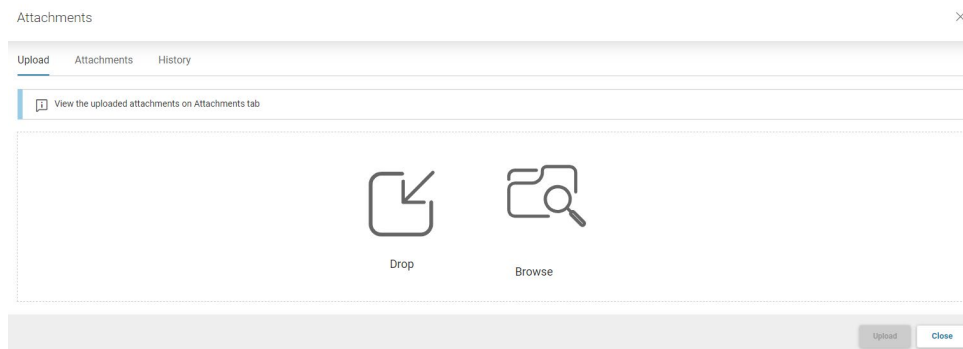 Attachments
Upload Attachments History
View the uploaded attachments on Attachments tab
Drop
Browse
Upload Close